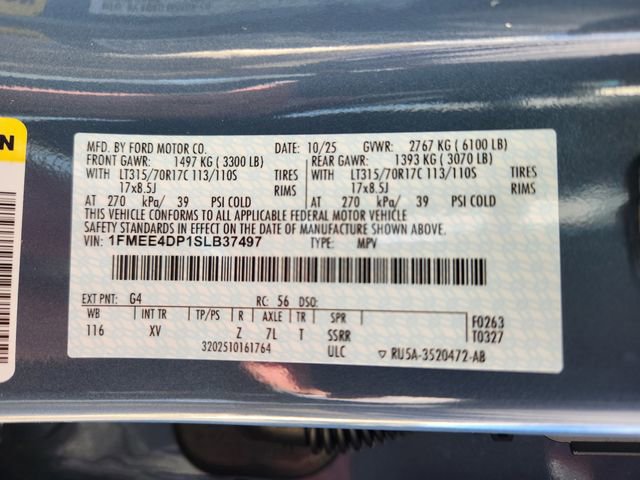 MFD. BY FORD MOTOR CO. 10/25 GVWR: 2767 KG ( 6100 LB)
FRONT GAWR: 1497 KG ( 3300 LB) REAR GAWR: 1393 KG ( 3070 LB)
WITH LT315/70R17C 113/110S TIRES WITH LT315/70R17C 113/110S TIRES
17x8.5J RIMS 17x8.5J RIMS
AT 270 kPa/ 39 PSI COLD AT 270 kPa/ 39 PSI COLD
THIS VEHICLE CONFORMS TO ALL APPLICABLE FEDERAL MOTOR VEHICLE
SAFETY STANDARDS IN EFFECT ON THE DATE OF MANUFACTURE SHOWN ABOVE.
VIN: 1FMEE4DP1SLB37497 TYPE: MPV
EXT PNT: G4 RC: 56 DSO:
WB INT TR TP/PS R AXLE TR SPR F0263
116 XV Z 7L T SSRR T0327
3202510161764 ULC ▽ RU5A-3520472-AB